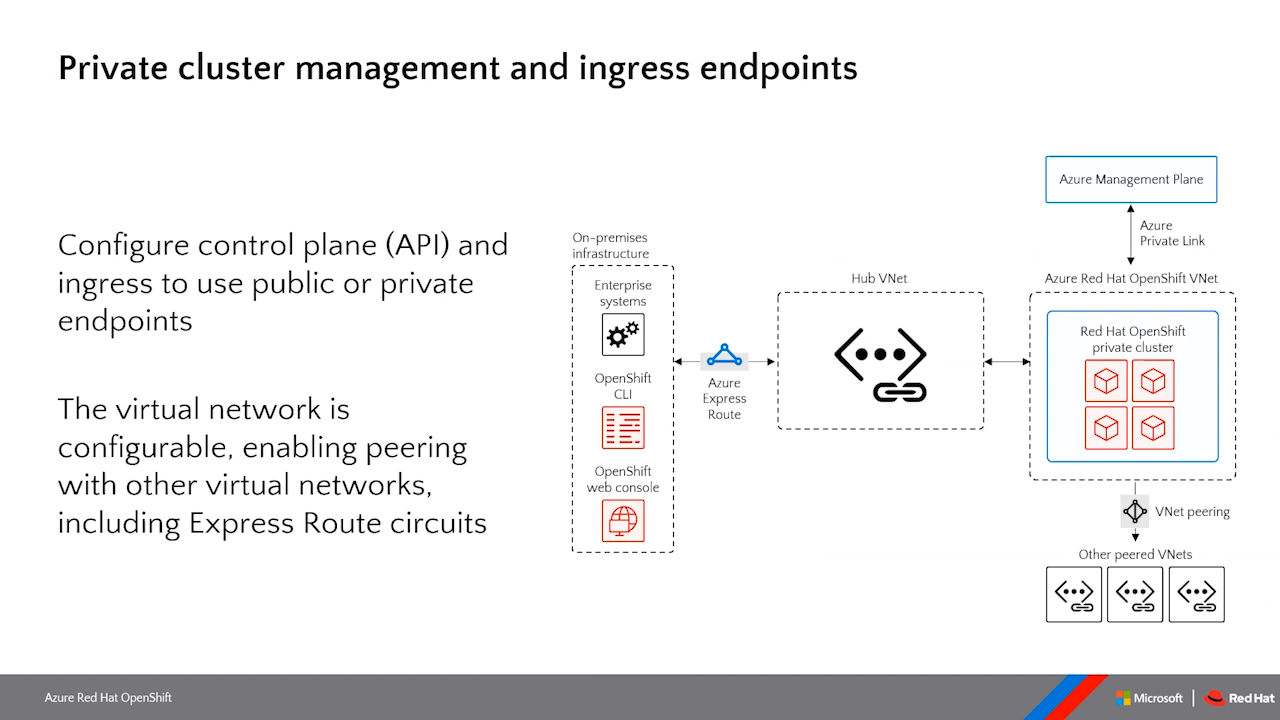 Private cluster management and ingress endpoints
Configure control plane (API) and
ingress to use public or private
endpoints
The virtual network is
configurable, enabling peering
with other virtual networks,
including Express Route circuits
On-premises
infrastructure
Enterprise
systems
OpenShift
CLI
OpenShift
web console
Azure
Express
Route
Hub VNet
Azure Management Plane
Azure
Private Link
Azure Red Hat OpenShift VNet
Red Hat OpenShift
private cluster
VNet peering
Other peered VNets
Azure Red Hat OpenShift
Microsoft
Red Hat